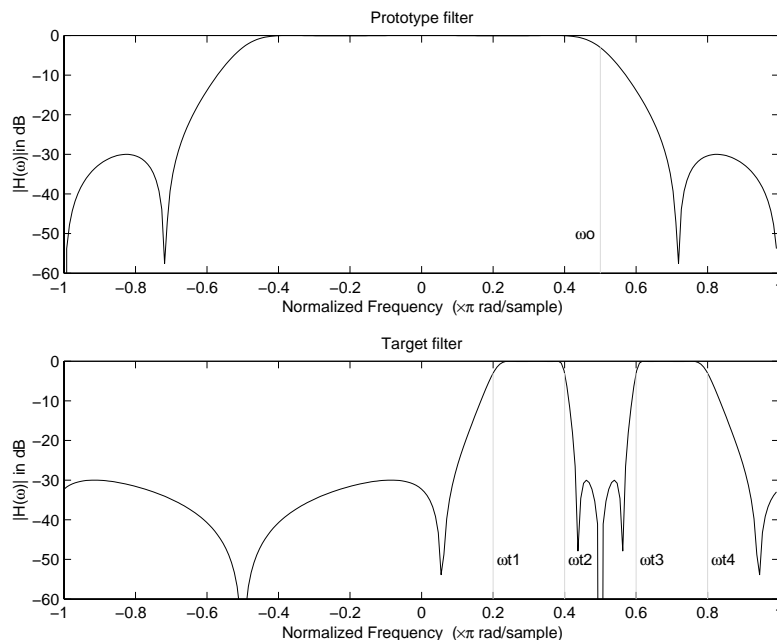 Prototype filter
|H(ω)|in dB
0
−10
−20
−30
−40
−50
−60
ωo
−1 −0.8 −0.6 −0.4 −0.2 0 0.2 0.4 0.6 0.8 1
Normalized Frequency (×π rad/sample)
Target filter
|H(ω)| in dB
0
−10
−20
−30
−40
−50
−60
ωt1 ωt2 ωt3 ωt4
−1 −0.8 −0.6 −0.4 −0.2 0 0.2 0.4 0.6 0.8 1
Normalized Frequency (×π rad/sample)